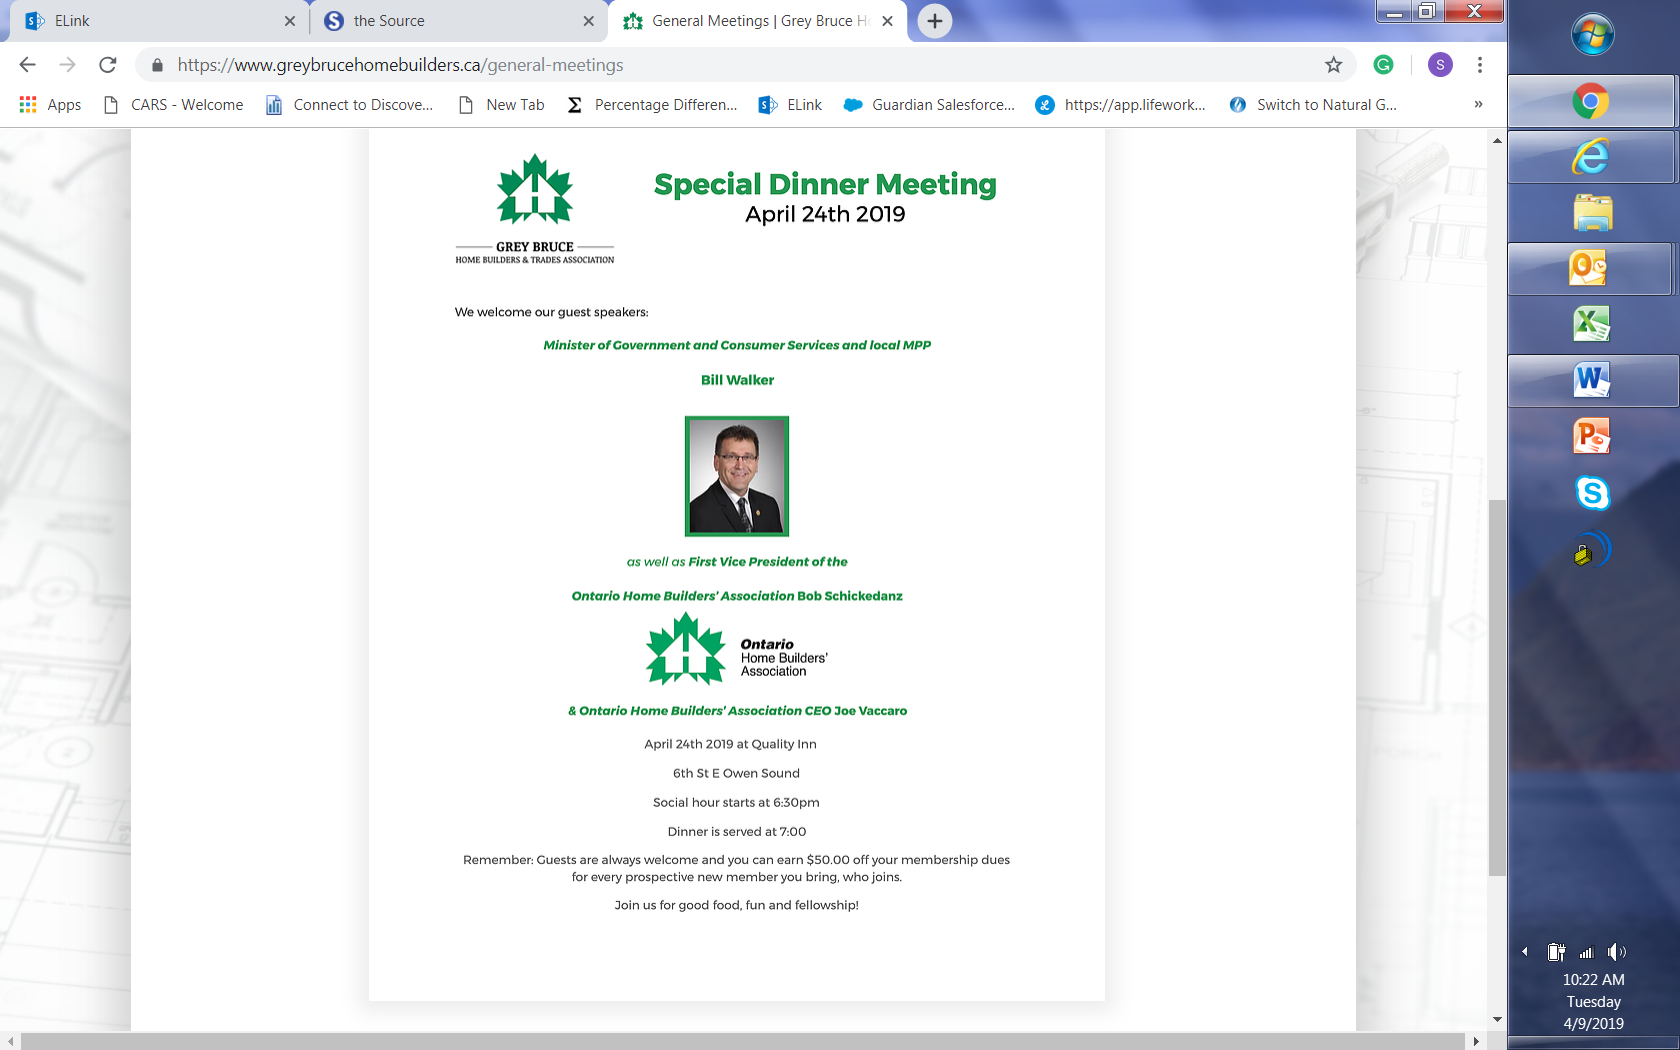 ELink
the Source
General Meetings | Grey Bruce H
https://www.greybrucehomebuilders.ca/general-meetings
S
Apps
CARS - Welcome
Connect to Discove...
New Tab
Percentage Differen...
ELink
Guardian Salesforce...
https://app.lifework...
Switch to Natural G...
»
Special Dinner Meeting
April 24th 2019
GREY BRUCE
HOME BUILDERS & TRADES ASSOCIATION
We welcome our guest speakers:
Minister of Government and Consumer Services and local MPP
Bill Walker
as well as First Vice President of the
Ontario Home Builders' Association Bob Schickedanz
Ontario
Home Builders'
Association
& Ontario Home Builders' Association CEO Joe Vaccaro
April 24th 2019 at Quality Inn
6th St E Owen Sound
Social hour starts at 6:30pm
Dinner is served at 7:00
Remember: Guests are always welcome and you can earn $50.00 off your membership dues
for every prospective new member you bring, who joins.
Join us for good food, fun and fellowship!
10:22 AM
Tuesday
4/9/2019